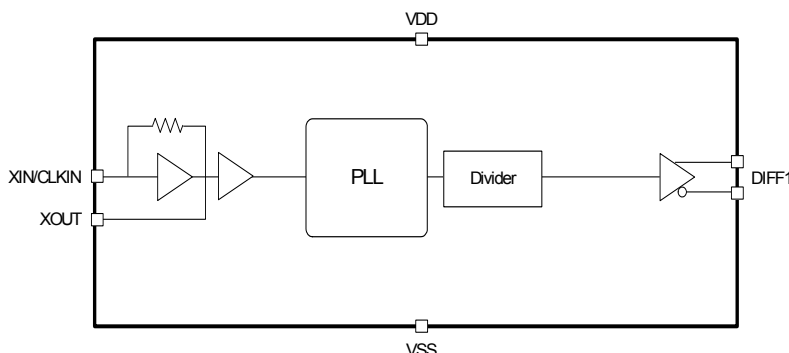 VDD
XIN/CLKIN
PLL
Divider
DIFF1
XOUT
VSS